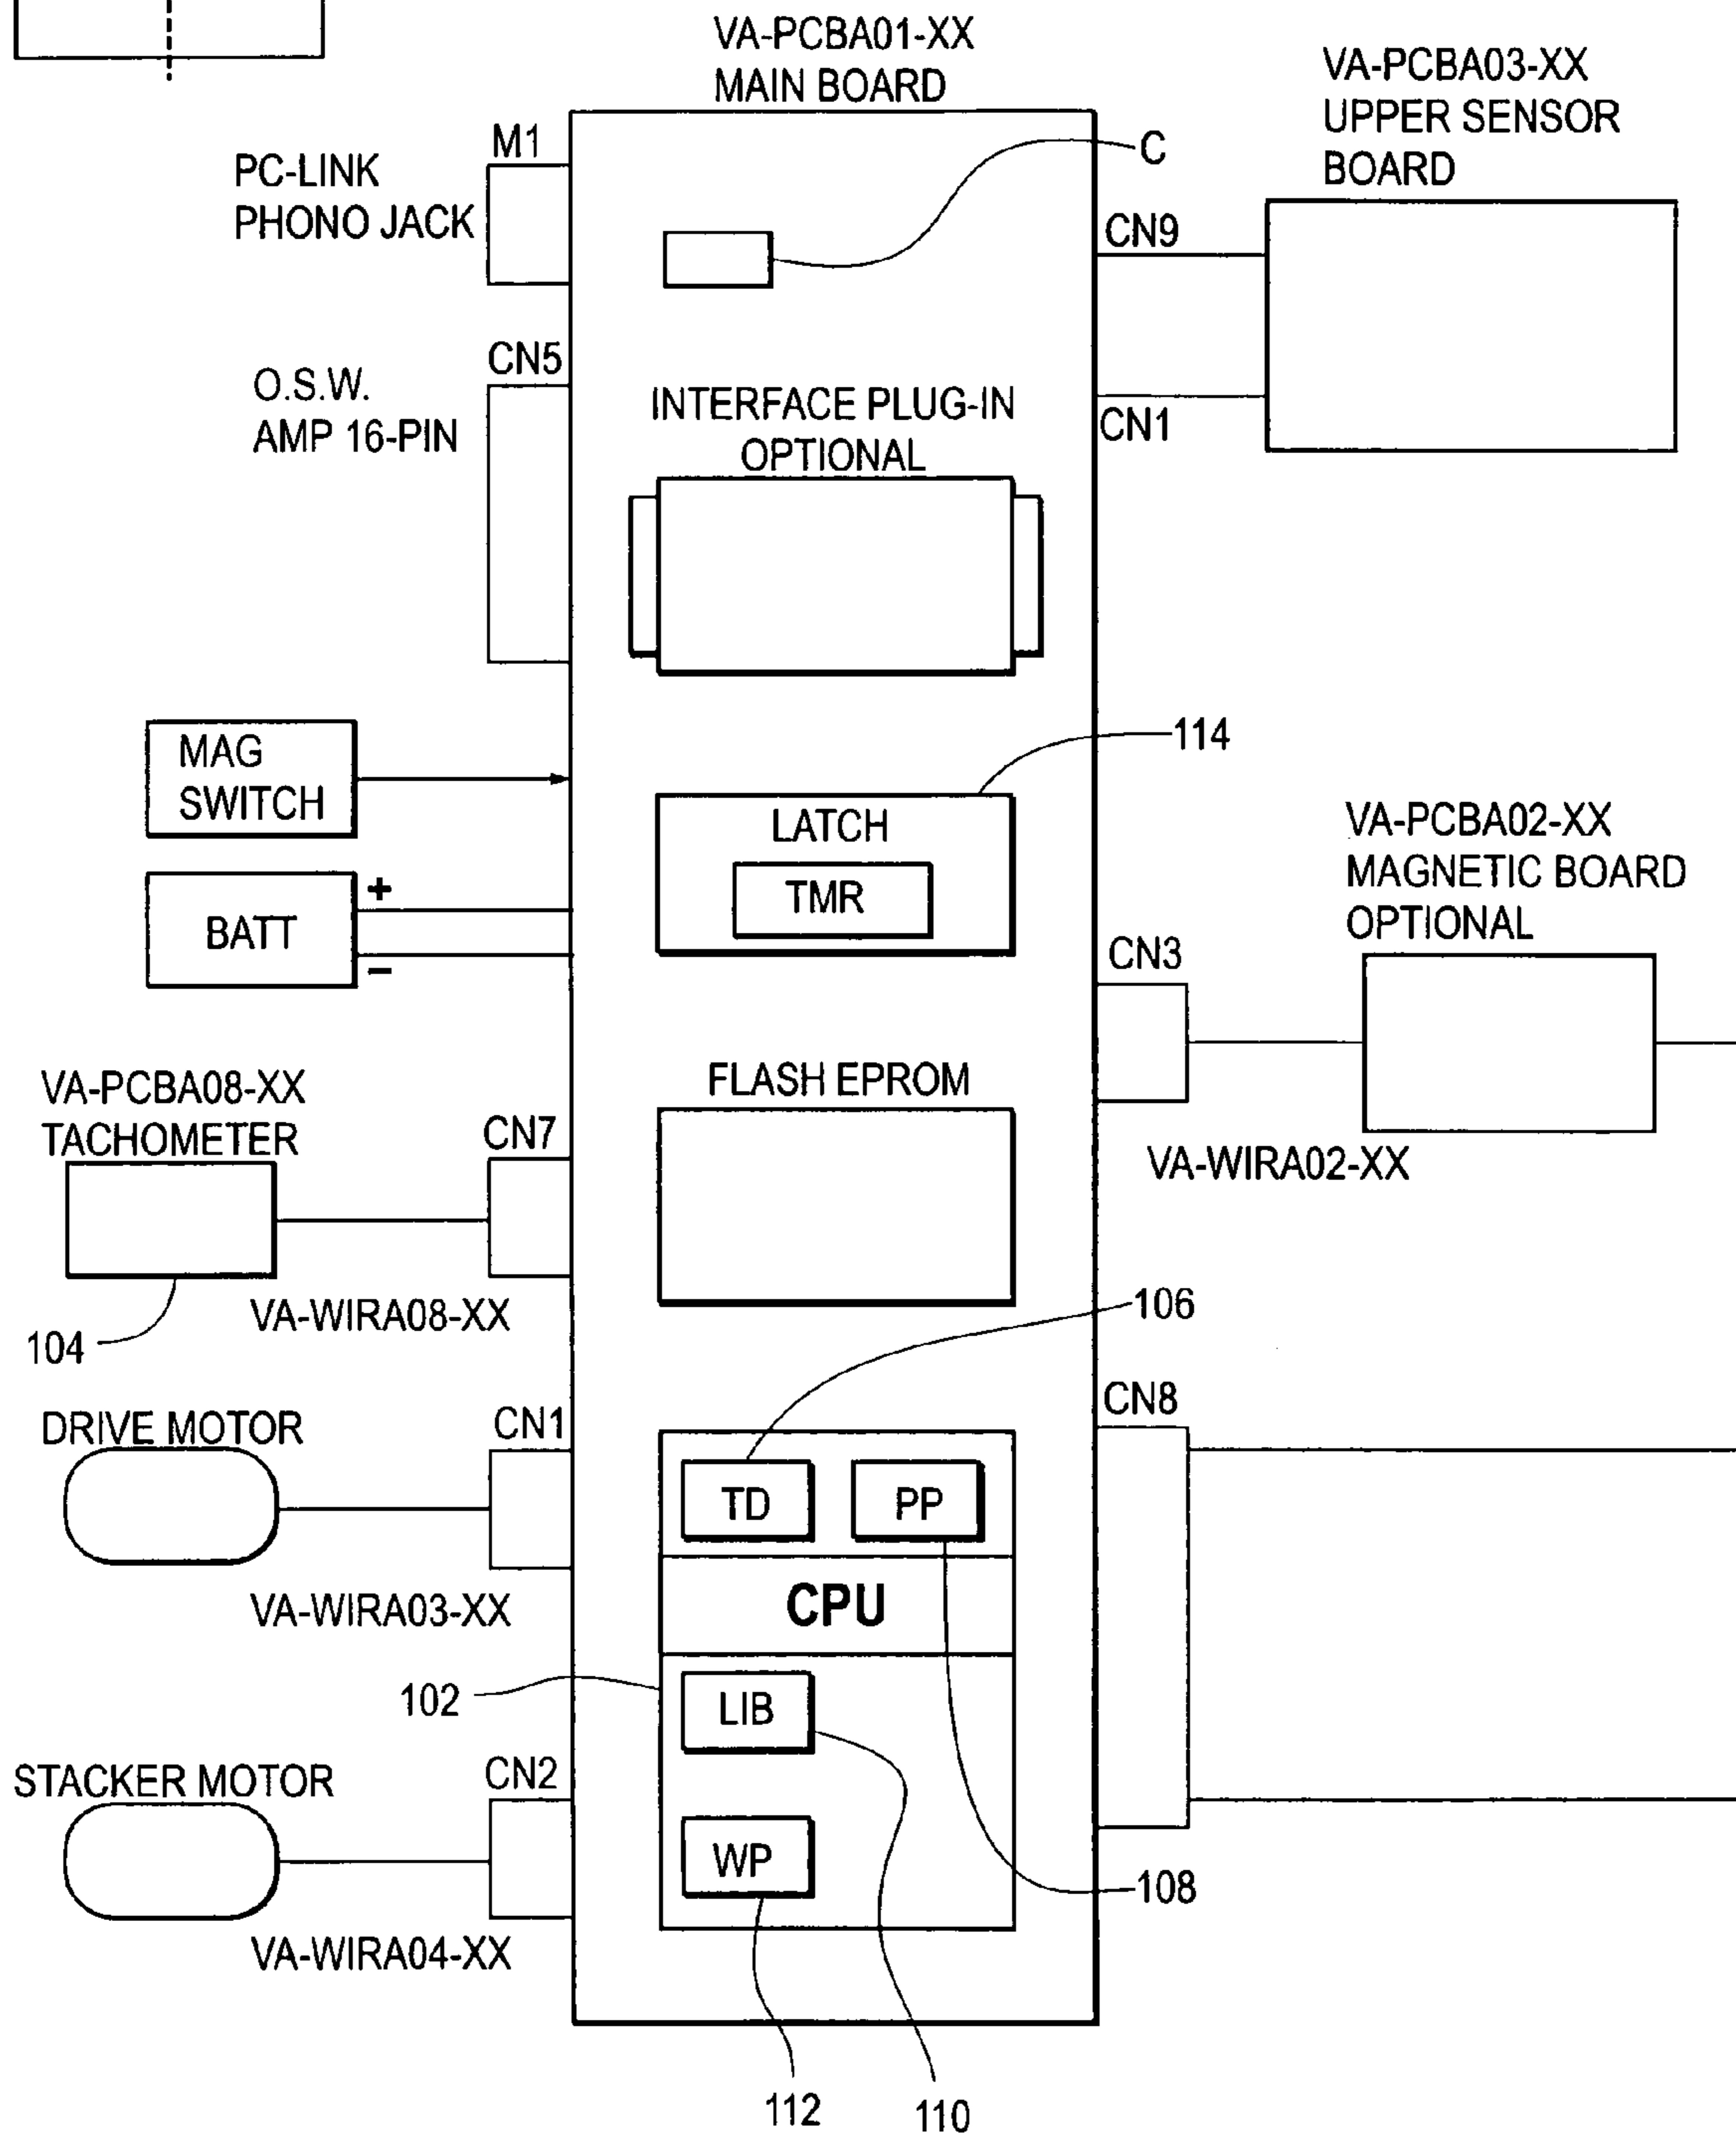 VA-PCBA01-XX
MAIN BOARD
VA-PCBA03-XX
UPPER SENSOR
BOARD
M1
PC-LINK
PHONO JACK
C
CN9
CN5
O.S.W.
AMP 16-PIN
INTERFACE PLUG-IN
OPTIONAL
CN1
MAG
SWITCH
114
LATCH
TMR
BATT
+
−
VA-PCBA02-XX
MAGNETIC BOARD
OPTIONAL
CN3
VA-WIRA02-XX
FLASH EPROM
VA-PCBA08-XX
TACHOMETER
CN7
VA-WIRA08-XX
104
106
DRIVE MOTOR
CN1
VA-WIRA03-XX
CN8
TD
PP
CPU
102
LIB
WP
STACKER MOTOR
CN2
VA-WIRA04-XX
108
112
110